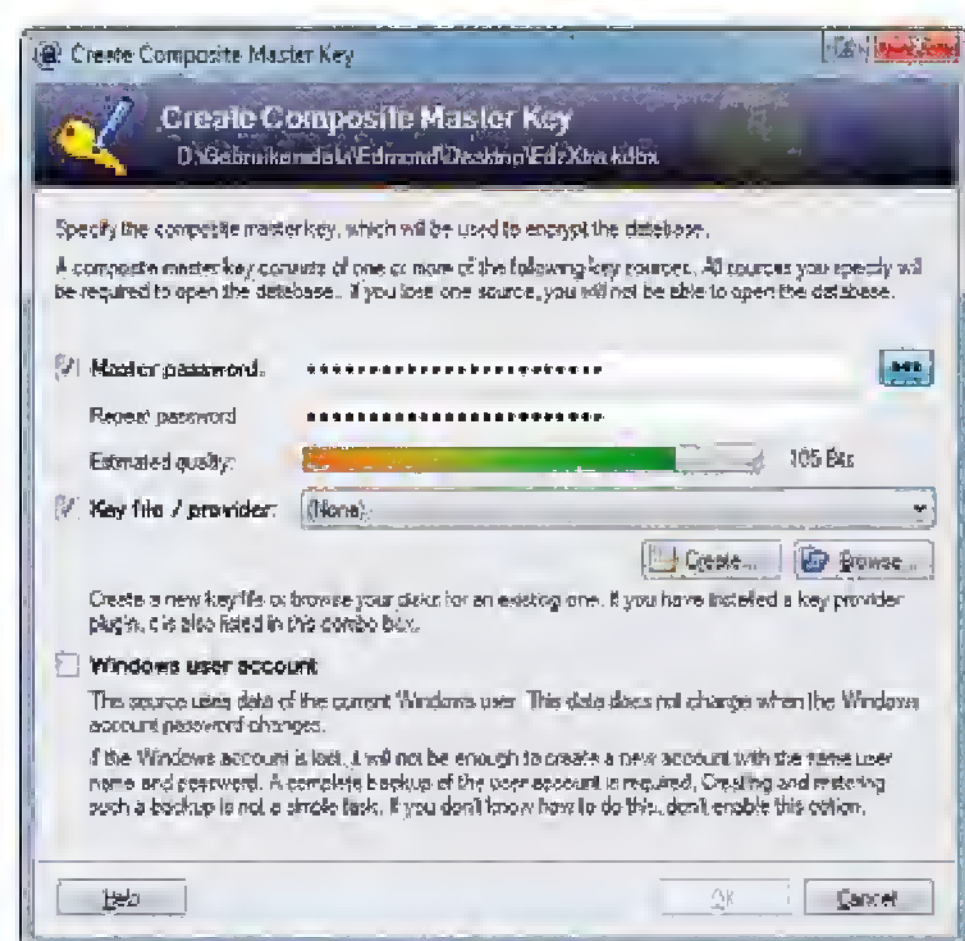 Create Composite Master Key
Create Composite Master Key
D:\Gebruikersdata\Edmond\Desktop\
Specify the composite master key, which will be used to encrypt the database.
A composite master key consists of one or more of the following key sources. All sources you specify will
be required to open the database. If you lose one source, you will not be able to open the database.
Master password:
Repeat password
Estimated quality: 105 Bits
Key file / provider: (None)
Create... Browse...
Create a new key file or browse your disks for an existing one. If you have installed a key provider
plugin, it is also listed in this combo box.
Windows user account
This source uses data of the current Windows user. This data does not change when the Windows
account password changes.
If the Windows account is lost, it will not be enough to create a new account with the same user
name and password. A complete backup of the user account is required. Creating and restoring
such a backup is not a simple task. If you don't know how to do this, don't enable this option.
Help OK Cancel